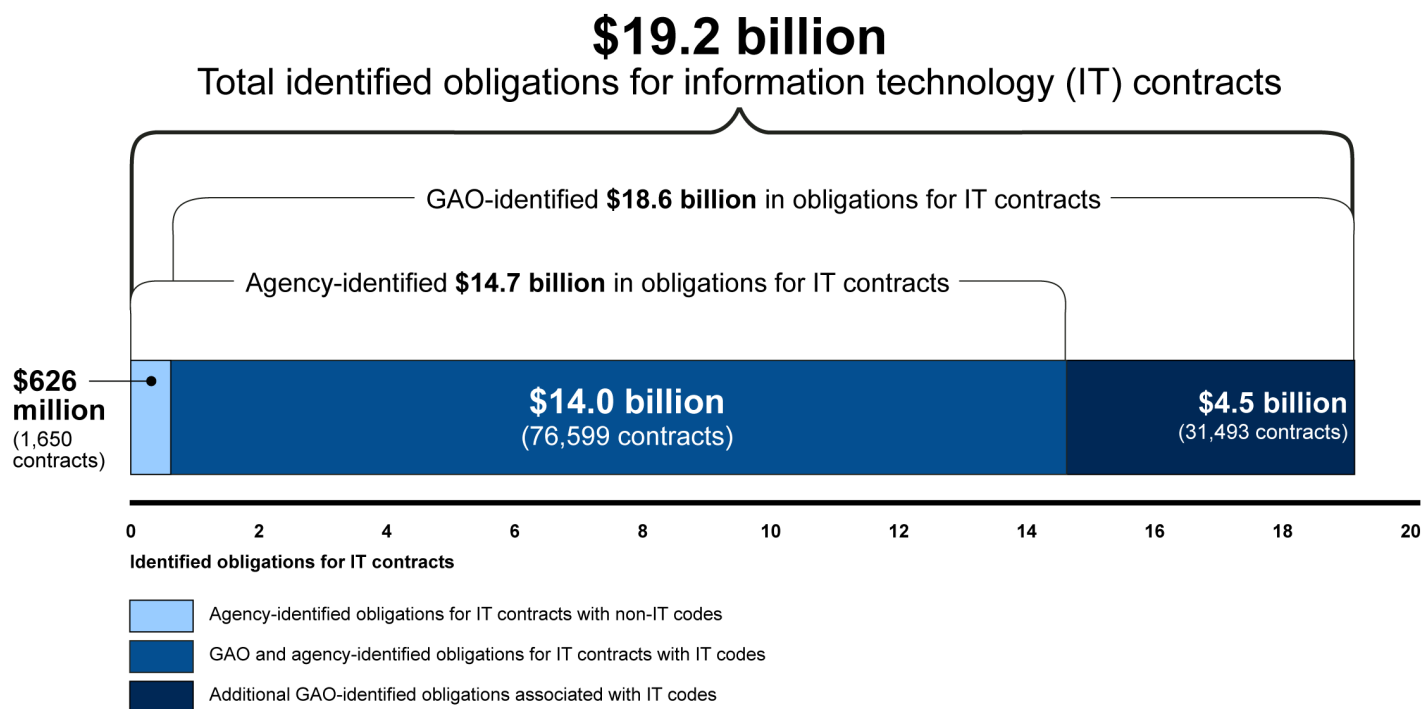 $19.2 billion
Total identified obligations for information technology (IT) contracts
GAO-identified $18.6 billion in obligations for IT contracts
Agency-identified $14.7 billion in obligations for IT contracts
$626
million
(1,650
contracts)
$14.0 billion
(76,599 contracts)
$4.5 billion
(31,493 contracts)
0 2 4 6 8 10 12 14 16 18 20
Identified obligations for IT contracts
Agency-identified obligations for IT contracts with non-IT codes
GAO and agency-identified obligations for IT contracts with IT codes
Additional GAO-identified obligations associated with IT codes